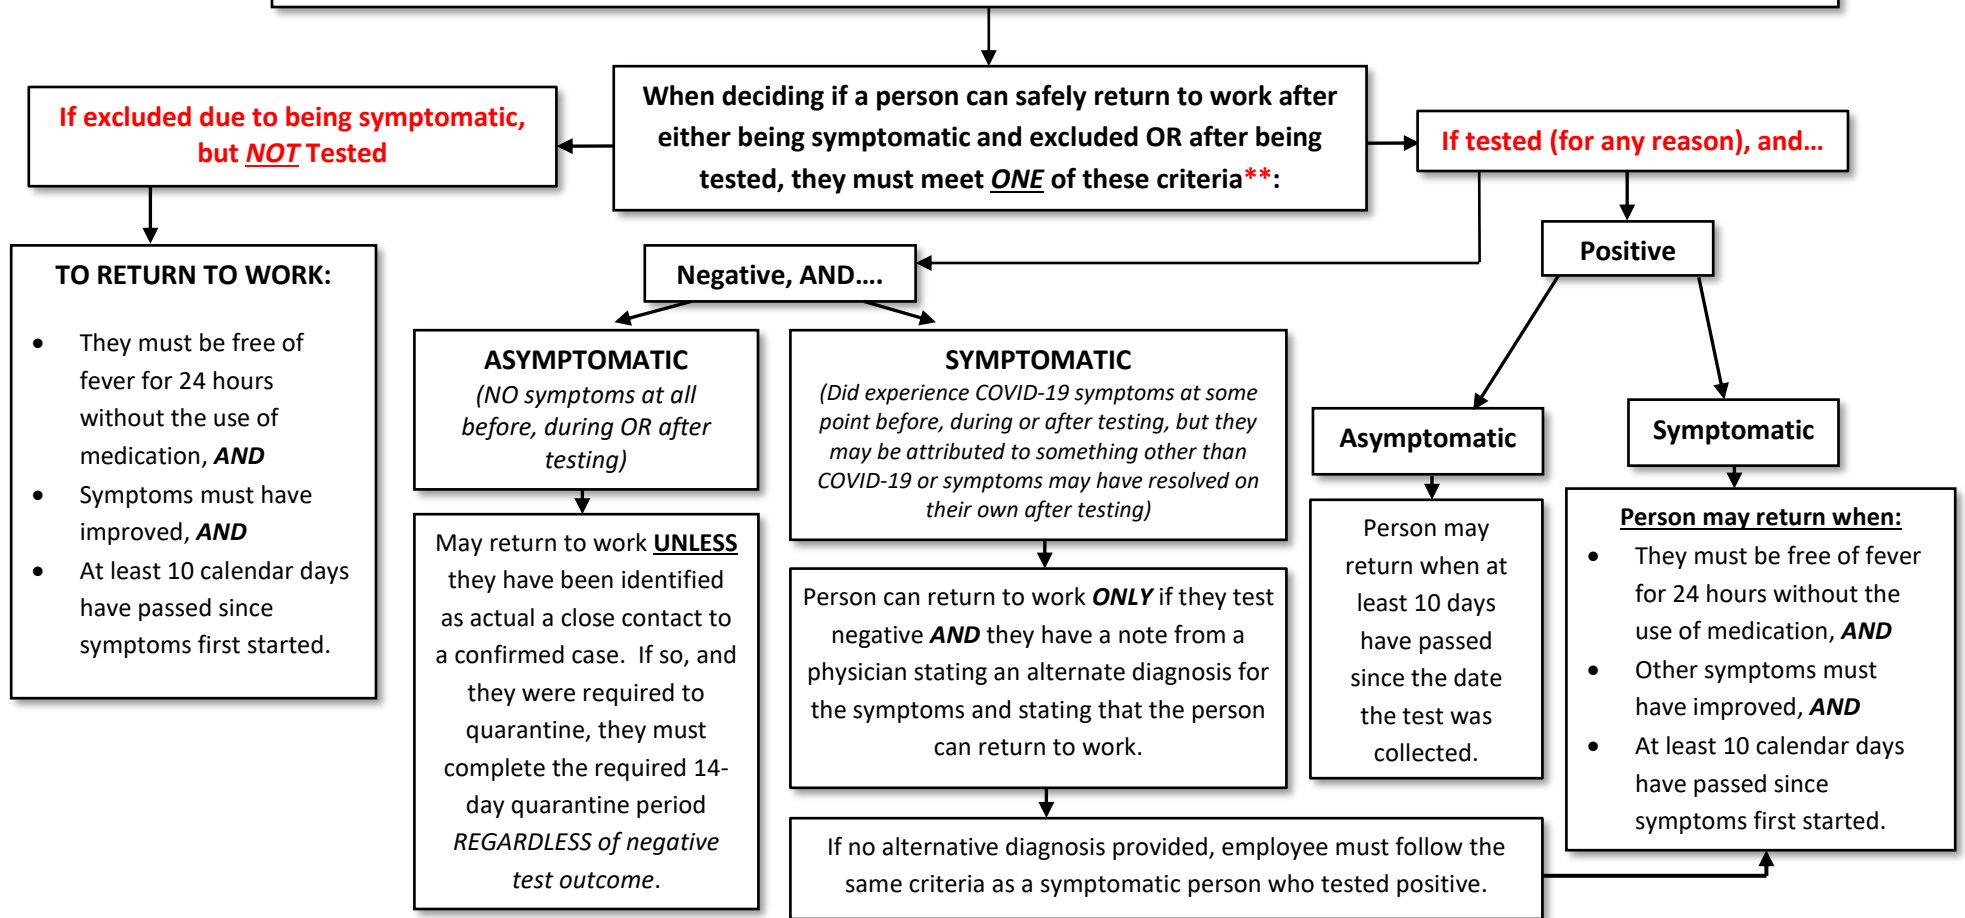 When deciding if a person can safely return to work after
either being symptomatic and excluded OR after being
tested, they must meet ONE of these criteria**:
If excluded due to being symptomatic,
but NOT Tested
If tested (for any reason), and…
TO RETURN TO WORK:
• They must be free of
fever for 24 hours
without the use of
medication, AND
• Symptoms must have
improved, AND
• At least 10 calendar days
have passed since
symptoms first started.
Negative, AND….
ASYMPTOMATIC
(NO symptoms at all
before, during OR after
testing)
May return to work UNLESS
they have been identified
as actual a close contact to
a confirmed case.  If so, and
they were required to
quarantine, they must
complete the required 14-
day quarantine period
REGARDLESS of negative
test outcome.
SYMPTOMATIC
(Did experience COVID-19 symptoms at some
point before, during or after testing, but they
may be attributed to something other than
COVID-19 or symptoms may have resolved on
their own after testing)
Person can return to work ONLY if they test
negative AND they have a note from a
physician stating an alternate diagnosis for
the symptoms and stating that the person
can return to work.
If no alternative diagnosis provided, employee must follow the
same criteria as a symptomatic person who tested positive.
Positive
Asymptomatic
Person may
return when at
least 10 days
have passed
since the date
the test was
collected.
Symptomatic
Person may return when:
• They must be free of fever
for 24 hours without the
use of medication, AND
• Other symptoms must
have improved, AND
• At least 10 calendar days
have passed since
symptoms first started.